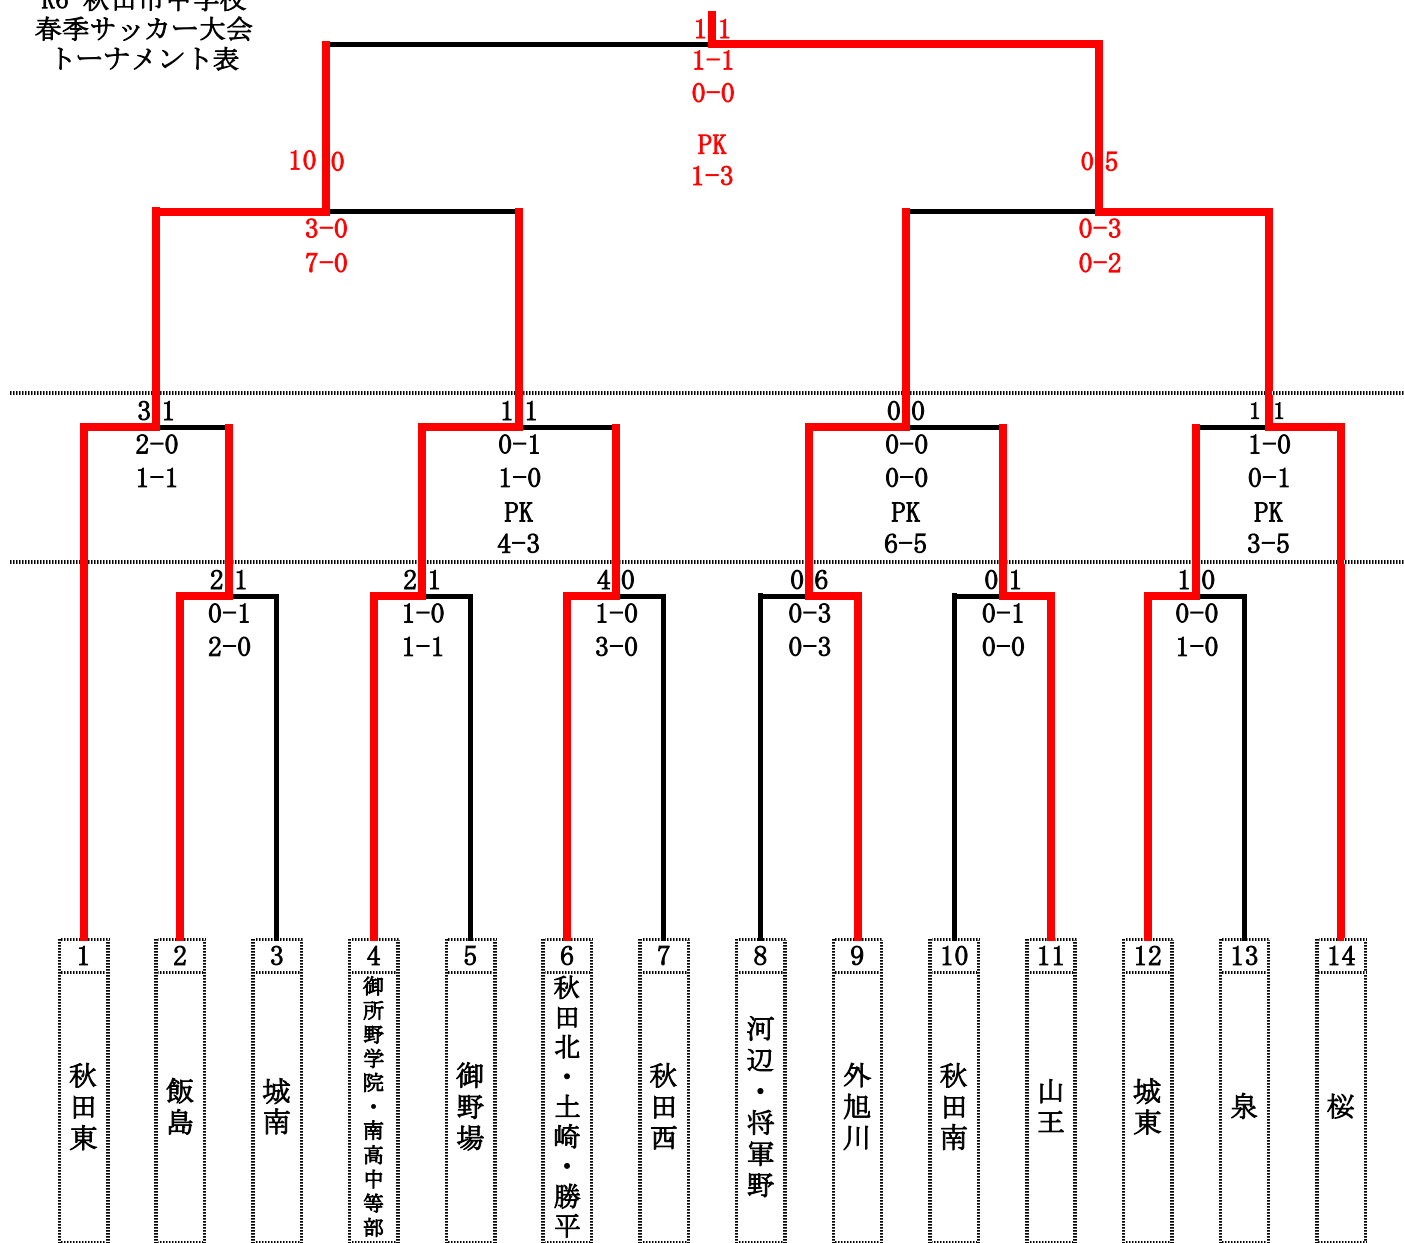 R6 秋田市中学校
春季サッカー大会
トーナメント表
1 1
1-1
0-0
PK
1-3
10 0
3-0
7-0
0 5
0-3
0-2
3 1
2-0
1-1
1 1
0-1
1-0
PK
4-3
0 0
0-0
0-0
PK
6-5
1 1
1-0
0-1
PK
3-5
2 1
0-1
2-0
2 1
1-0
1-1
4 0
1-0
3-0
0 6
0-3
0-3
0 1
0-1
0-0
1 0
0-0
1-0
1
秋田東
2
飯島
3
城南
4
御所野学院・南高中等部
5
御野場
6
秋田北・土崎・勝平
7
秋田西
8
河辺・将軍野
9
外旭川
10
秋田南
11
山王
12
城東
13
泉
14
桜